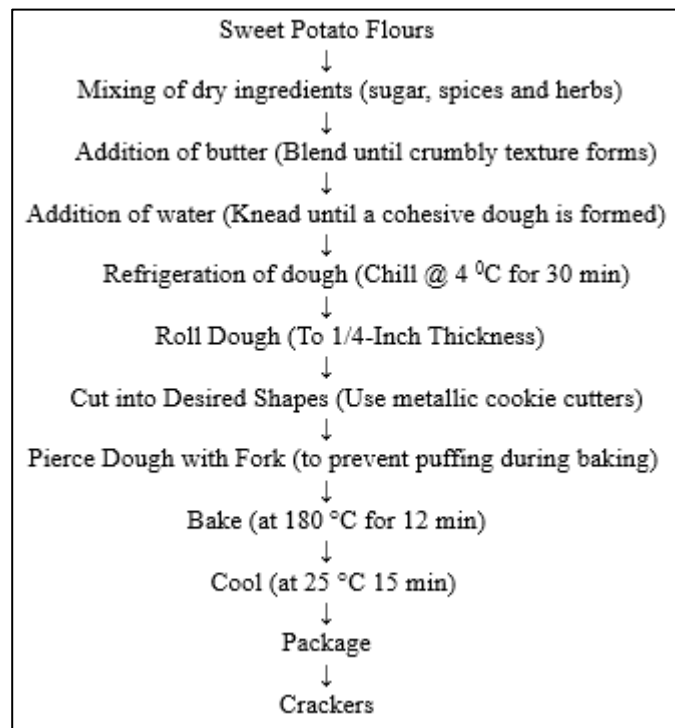 Sweet Potato Flours
↓
Mixing of dry ingredients (sugar, spices and herbs)
↓
Addition of butter (Blend until crumbly texture forms)
↓
Addition of water (Knead until a cohesive dough is formed)
↓
Refrigeration of dough (Chill @ 4 ⁰C for 30 min)
↓
Roll Dough (To 1/4-Inch Thickness)
↓
Cut into Desired Shapes (Use metallic cookie cutters)
↓
Pierce Dough with Fork (to prevent puffing during baking)
↓
Bake (at 180 °C for 12 min)
↓
Cool (at 25 °C 15 min)
↓
Package
↓
Crackers